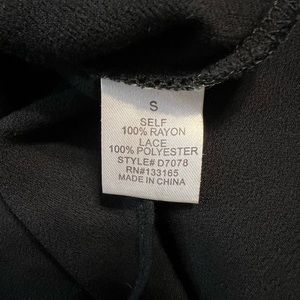 S
SELF
100% RAYON
LACE
100% POLYESTER
STYLE# D7078
RN#133165
MADE IN CHINA